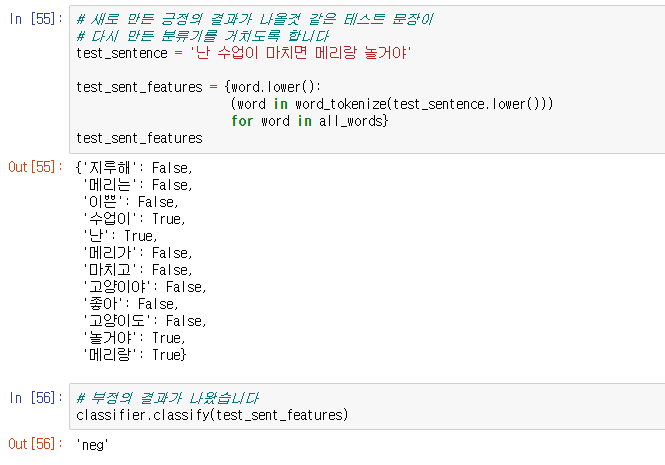 In [55]: # 새로 만든 긍정의 결과가 나올것 같은 테스트 문장이
# 다시 만든 분류기를 거치도록 합니다
test_sentence = '난 수업이 마치면 메리랑 놀거야'
test_sent_features = {word.lower():
(word in word_tokenize(test_sentence.lower()))
for word in all_words}
test_sent_features
Out[55]: {'지루해': False,
'메리는': False,
'이쁜': False,
'수업이': True,
'난': True,
'메리가': False,
'마치고': False,
'고양이야': False,
'좋아': False,
'고양이도': False,
'놀거야': True,
'메리랑': True}
In [56]: # 부정의 결과가 나왔습니다
classifier.classify(test_sent_features)
Out[56]: 'neg'